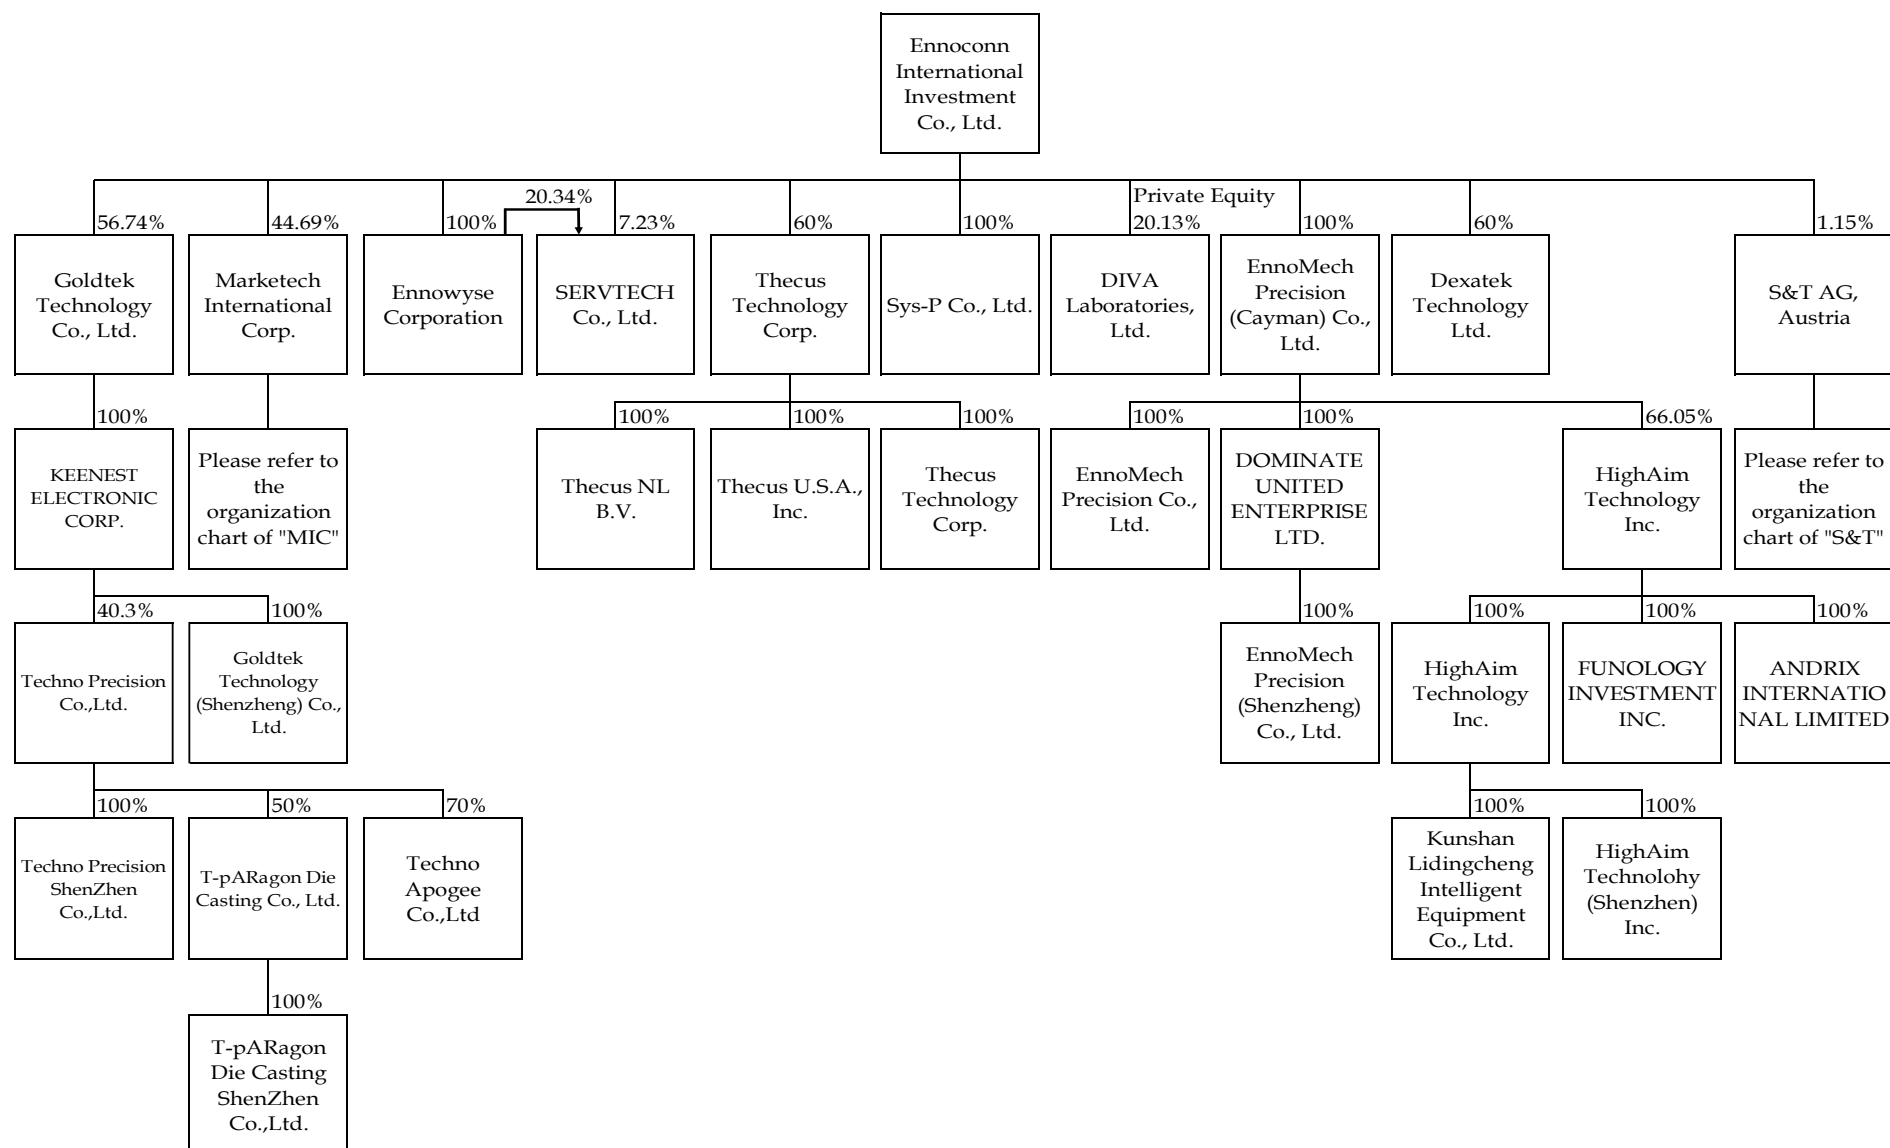 Ennoconn
International
Investment
Co., Ltd.
Private Equity
20.34%
56.74%
44.69%
100%
7.23%
60%
100%
20.13%
100%
60%
1.15%
Goldtek
Technology
Co., Ltd.
Marketech
International
Corp.
Ennowyse
Corporation
SERVTECH
Co., Ltd.
Thecus
Technology
Corp.
Sys-P Co., Ltd.
DIVA
Laboratories,
Ltd.
EnnoMech
Precision
(Cayman) Co.,
Ltd.
Dexatek
Technology
Ltd.
S&T AG,
Austria
100%
100%
100%
100%
100%
100%
66.05%
KEENEST
ELECTRONIC
CORP.
Please refer to
the
organization
chart of "MIC"
Thecus NL
B.V.
Thecus U.S.A.,
Inc.
Thecus
Technology
Corp.
EnnoMech
Precision Co.,
Ltd.
DOMINATE
UNITED
ENTERPRISE
LTD.
HighAim
Technology
Inc.
Please refer to
the
organization
chart of "S&T"
40.3%
100%
100%
100%
100%
100%
Techno Precision
Co.,Ltd.
Goldtek
Technology
(Shenzheng) Co.,
Ltd.
EnnoMech
Precision
(Shenzheng)
Co., Ltd.
HighAim
Technology
Inc.
FUNOLOGY
INVESTMENT
INC.
ANDRIX
INTERNATIO
NAL LIMITED
100%
50%
70%
100%
100%
Techno Precision
ShenZhen
Co.,Ltd.
T-pARagon Die
Casting Co., Ltd.
Techno
Apogee
Co.,Ltd
Kunshan
Lidingcheng
Intelligent
Equipment
Co., Ltd.
HighAim
Technolohy
(Shenzhen)
Inc.
100%
T-pARagon
Die Casting
ShenZhen
Co.,Ltd.